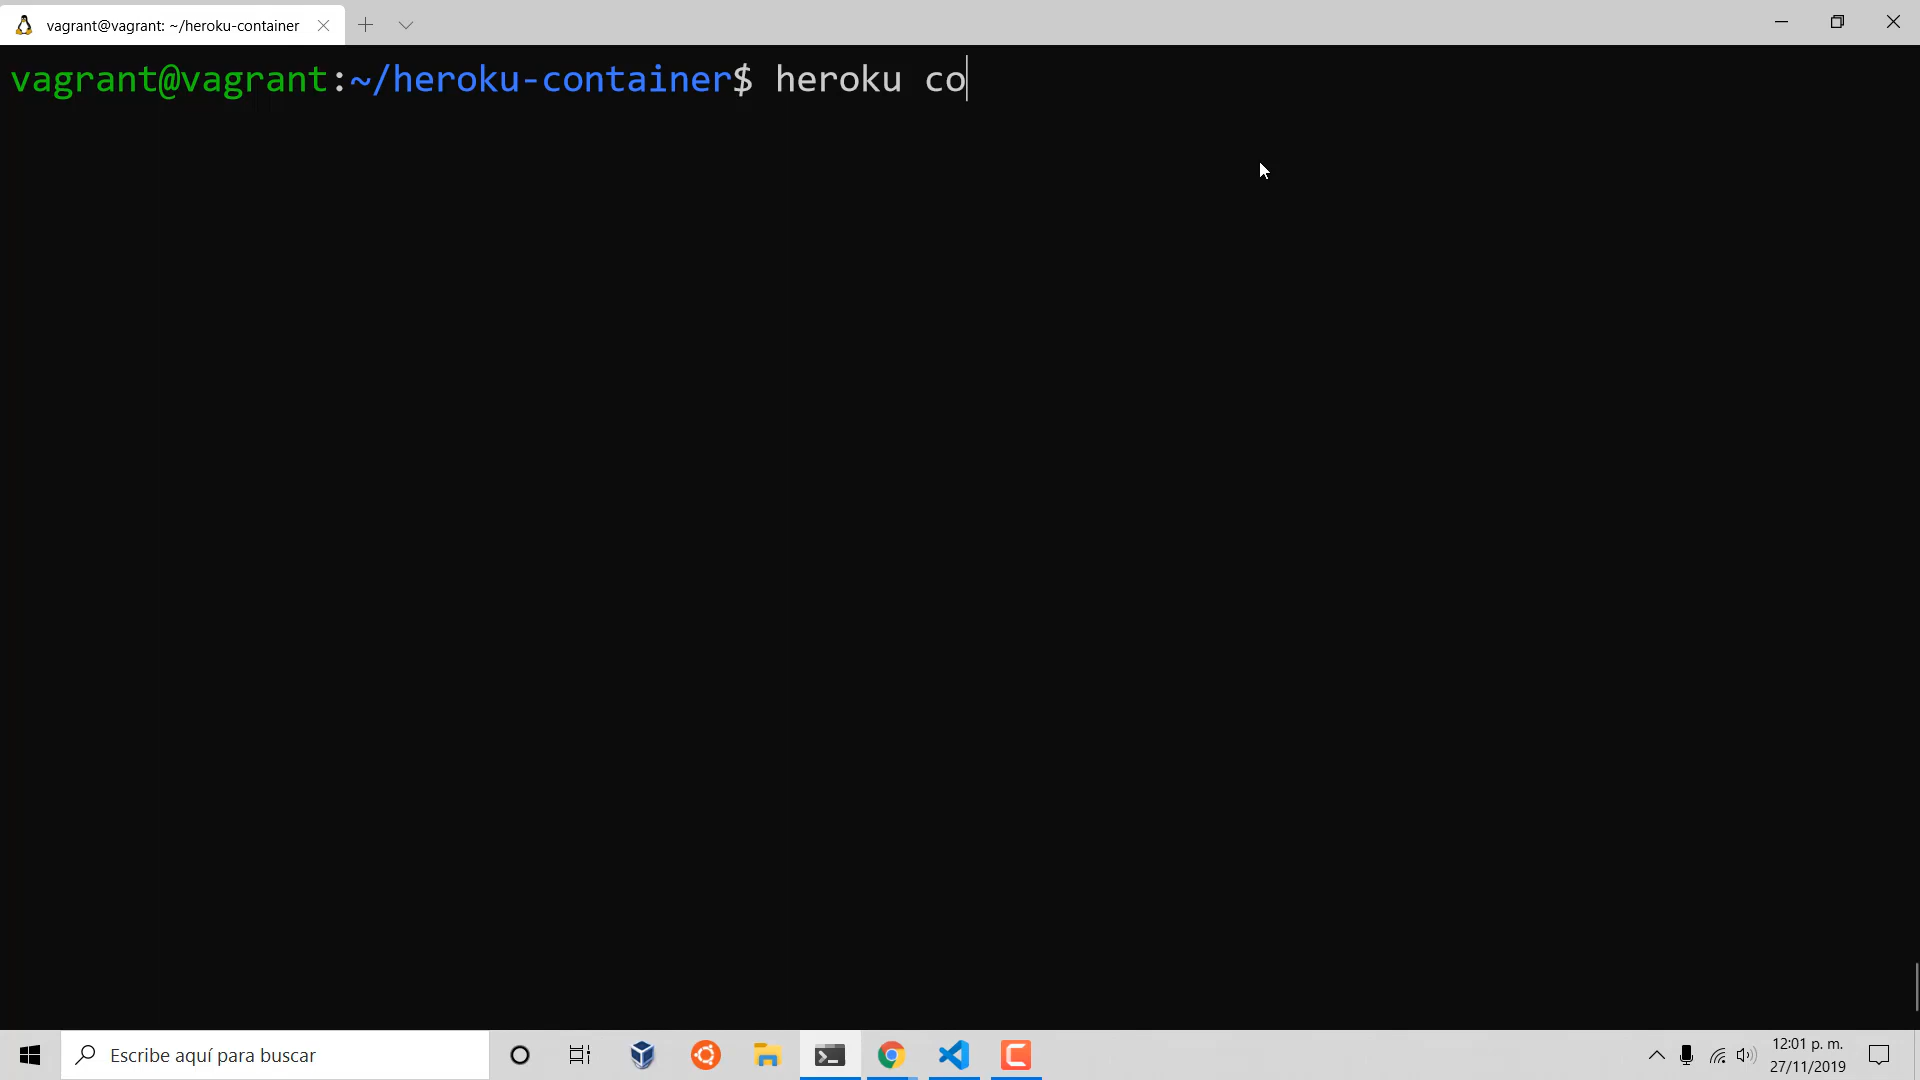 vagrant@vagrant: ~/heroku-container
vagrant@vagrant:~/heroku-container$ heroku co
Escribe aquí para buscar
12:01 p. m.
27/11/2019